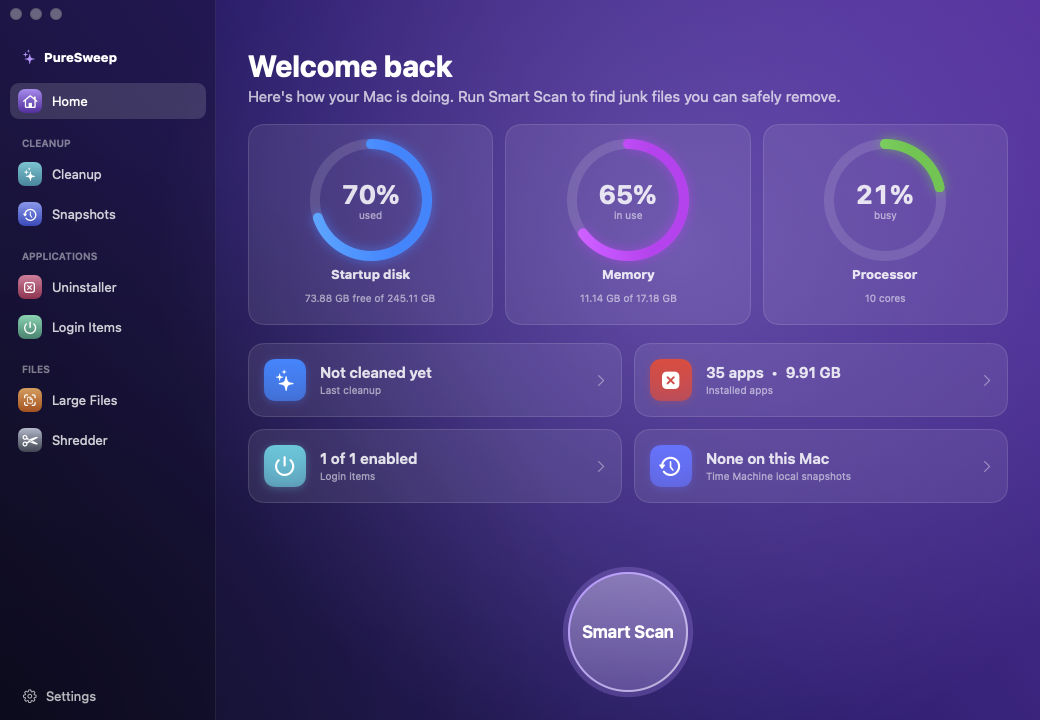 PureSweep
Home
CLEANUP
Cleanup
Snapshots
APPLICATIONS
Uninstaller
Login Items
FILES
Large Files
Shredder
Settings
Welcome back
Here's how your Mac is doing. Run Smart Scan to find junk files you can safely remove.
70%
used
Startup disk
73.88 GB free of 245.11 GB
65%
in use
Memory
11.14 GB of 17.18 GB
21%
busy
Processor
10 cores
Not cleaned yet
Last cleanup
35 apps • 9.91 GB
Installed apps
1 of 1 enabled
Login Items
None on this Mac
Time Machine local snapshots
Smart Scan